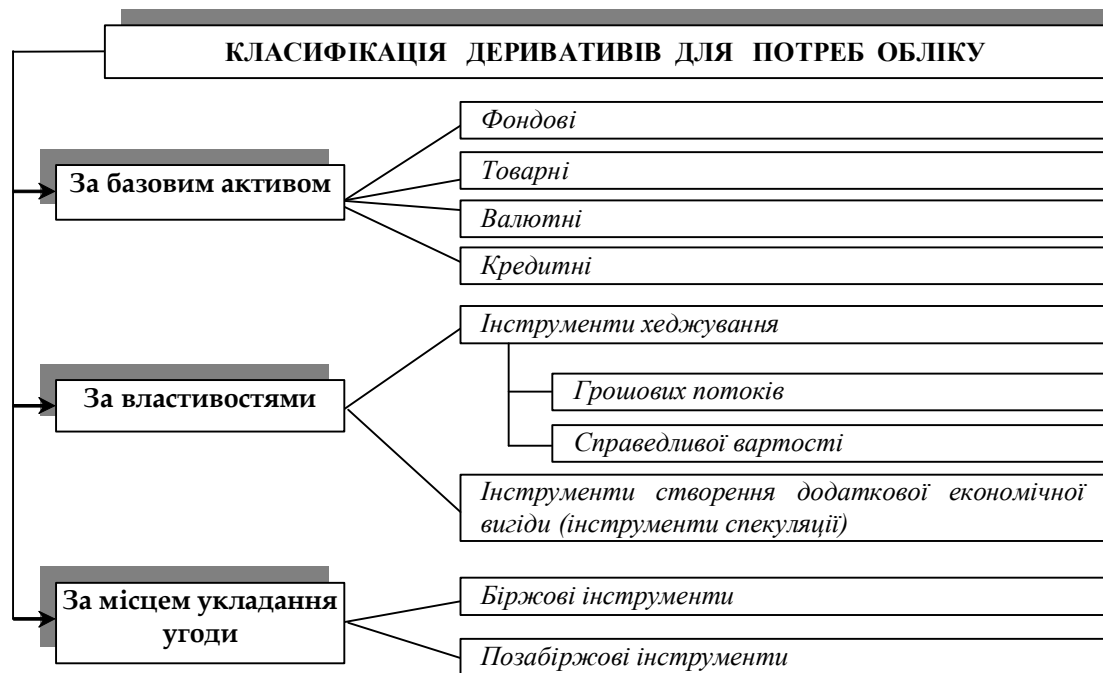 КЛАСИФІКАЦІЯ ДЕРИВАТИВІВ ДЛЯ ПОТРЕБ ОБЛІКУ
За базовим активом
Фондові
Товарні
Валютні
Кредитні
За властивостями
Інструменти хеджування
Грошових потоків
Справедливої вартості
Інструменти створення додаткової економічної
вигіди (інструменти спекуляції)
За місцем укладання
угоди
Біржові інструменти
Позабіржові інструменти